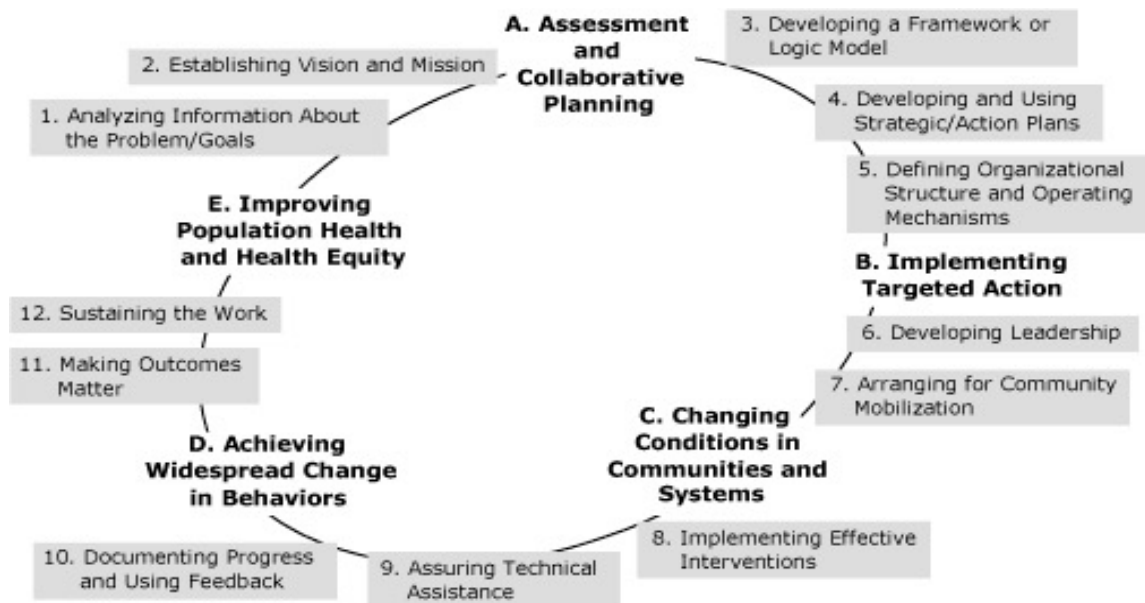 A. Assessment
and
Collaborative
Planning
3. Developing a Framework or
Logic Model
4. Developing and Using
Strategic/Action Plans
5. Defining Organizational
Structure and Operating
Mechanisms
B. Implementing
Targeted Action
6. Developing Leadership
7. Arranging for Community
Mobilization
C. Changing
Conditions in
Communities and
Systems
8. Implementing Effective
Interventions
9. Assuring Technical
Assistance
10. Documenting Progress
and Using Feedback
D. Achieving
Widespread Change
in Behaviors
11. Making Outcomes
Matter
12. Sustaining the Work
E. Improving
Population Health
and Health Equity
1. Analyzing Information About
the Problem/Goals
2. Establishing Vision and Mission